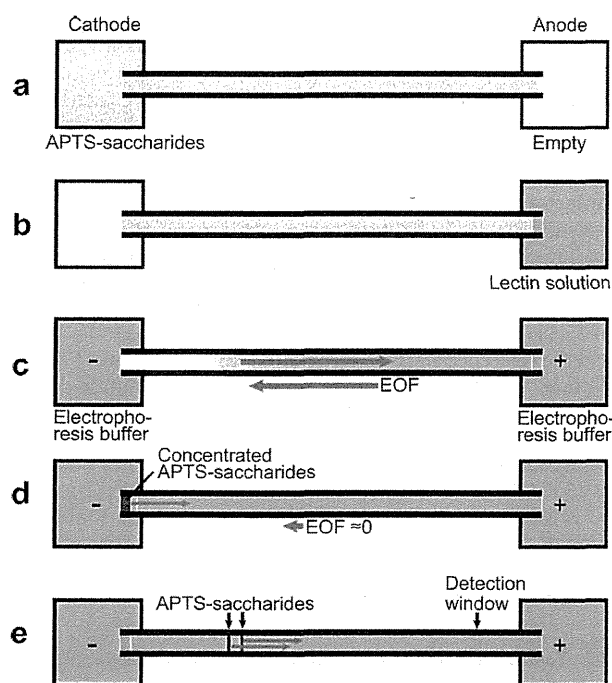 Cathode
Anode
a
APTS-saccharides
Empty
b
Lectin solution
c
-
+
EOF
Electropho-
resis buffer
Electropho-
resis buffer
Concentrated
APTS-saccharides
d
-
+
EOF ≈0
APTS-saccharides
Detection
window
e
-
+